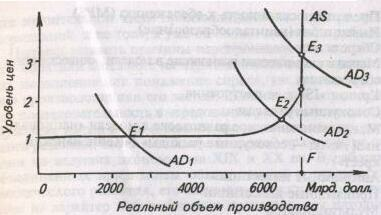 AS
E3
3
AD3
2
E2
1
E1
AD2
AD1
F
0
2000
4000
6000
Млрд. долл.
Уровень цен
Реальный объем производства